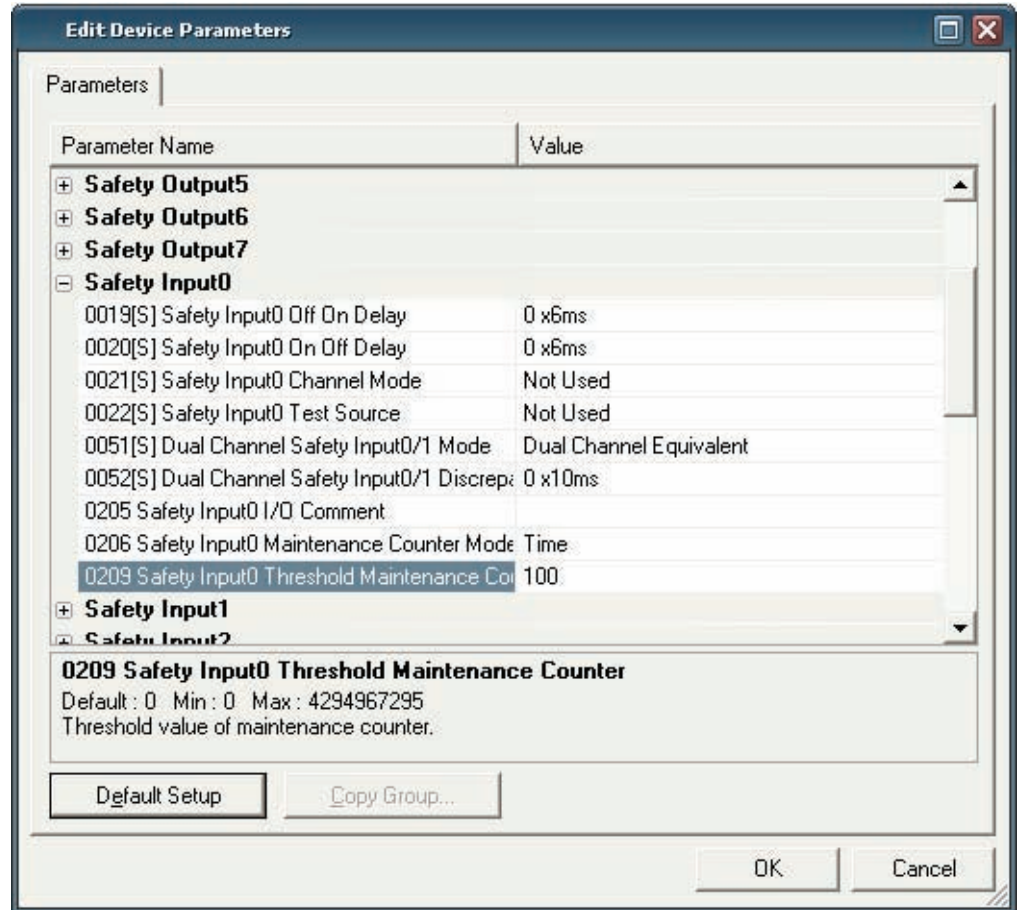 Edit Device Parameters
Parameters
Parameter Name Value
Safety Output5
Safety Output6
Safety Output7
Safety Input0
0019[S] Safety Input0 Off On Delay 0 x6ms
0020[S] Safety Input0 On Off Delay 0 x6ms
0021[S] Safety Input0 Channel Mode Not Used
0022[S] Safety Input0 Test Source Not Used
0051[S] Dual Channel Safety Input0/1 Mode Dual Channel Equivalent
0052[S] Dual Channel Safety Input0/1 Discrepa 0 x10ms
0205 Safety Input0 I/O Comment
0206 Safety Input0 Maintenance Counter Mode Time
0209 Safety Input0 Threshold Maintenance Cou 100
Safety Input1
Safety Input2
0209 Safety Input0 Threshold Maintenance Counter
Default : 0 Min : 0 Max : 4294967295
Threshold value of maintenance counter.
Default Setup Copy Group...
OK Cancel